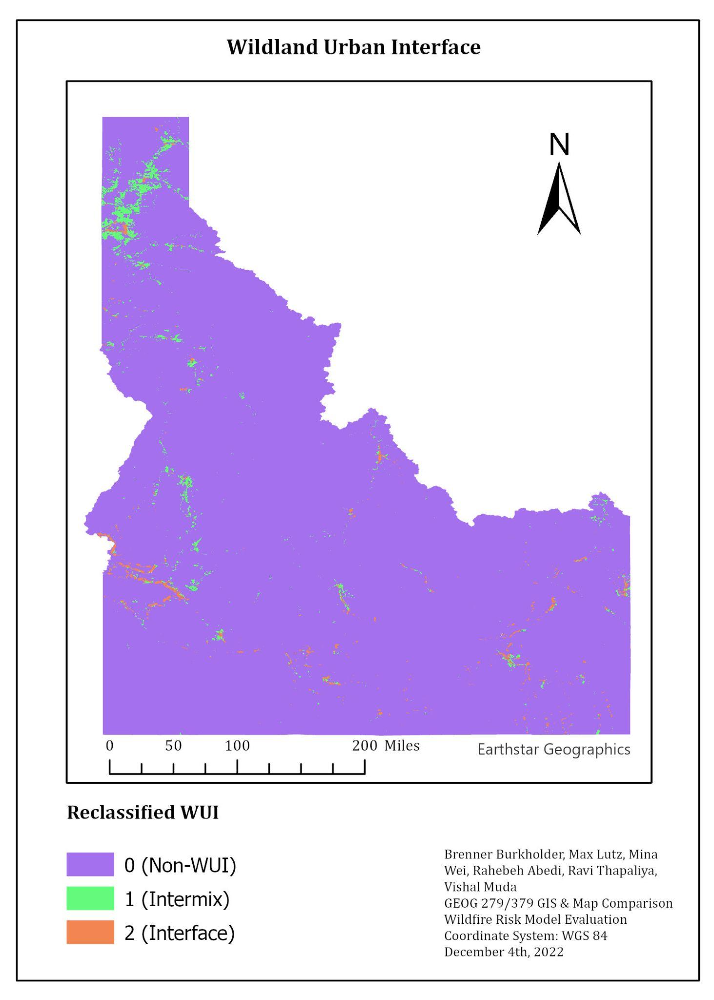 Wildland Urban Interface
N
0 50 100 200 Miles
Earthstar Geographics
Reclassified WUI
0 (Non-WUI)
1 (Intermix)
2 (Interface)
Brenner Burkholder, Max Lutz, Mina
Wei, Rahebeh Abedi, Ravi Thapaliya,
Vishal Muda
GEOG 279/379 GIS & Map Comparison
Wildfire Risk Model Evaluation
Coordinate System: WGS 84
December 4th, 2022